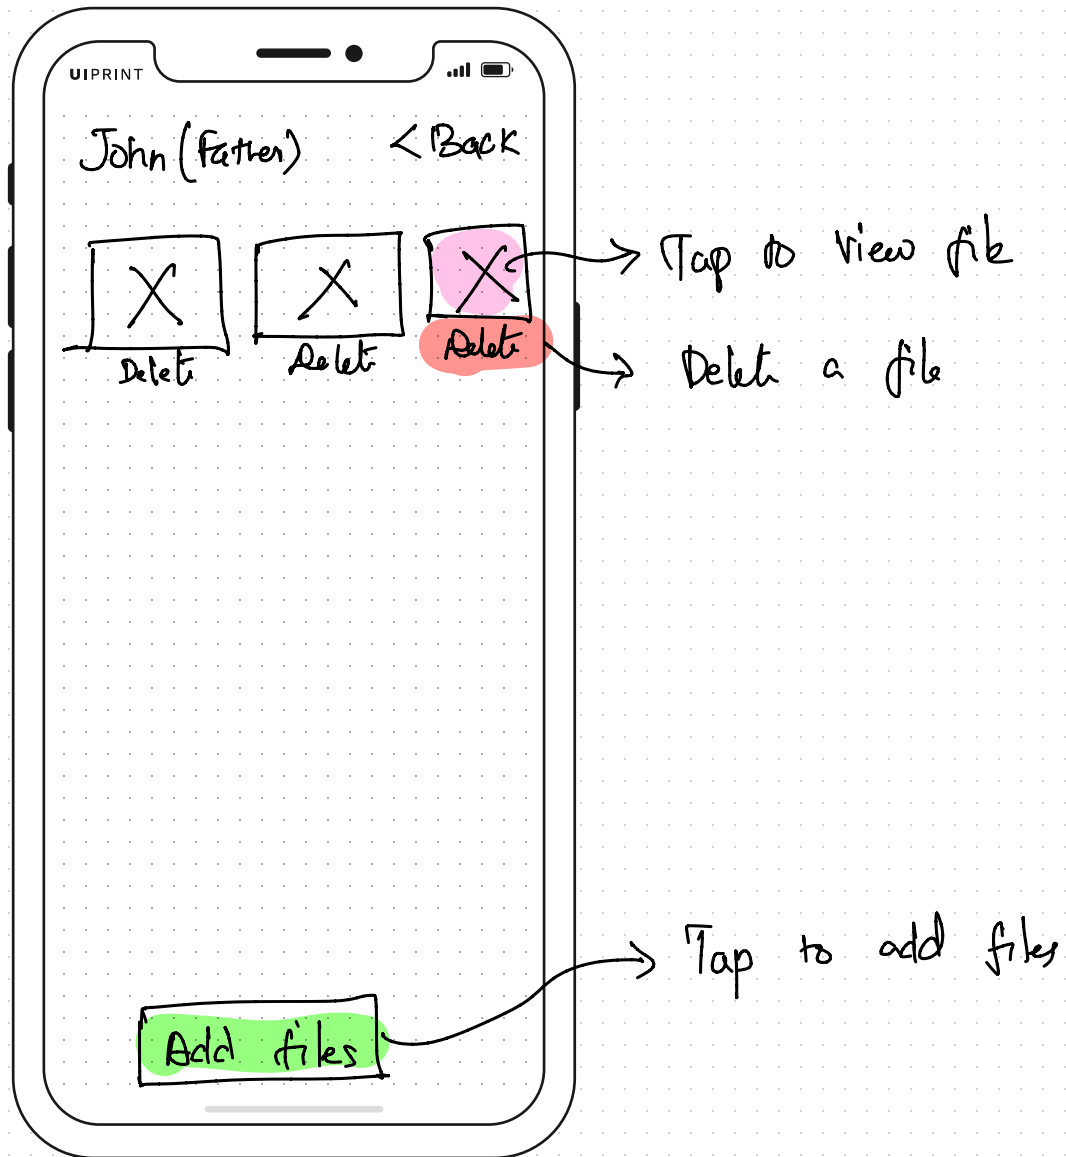 UIPRINT
John (Father) < Back
Delete Delete Delete
Tap to view file
Delete a file
Tap to add files
Add files